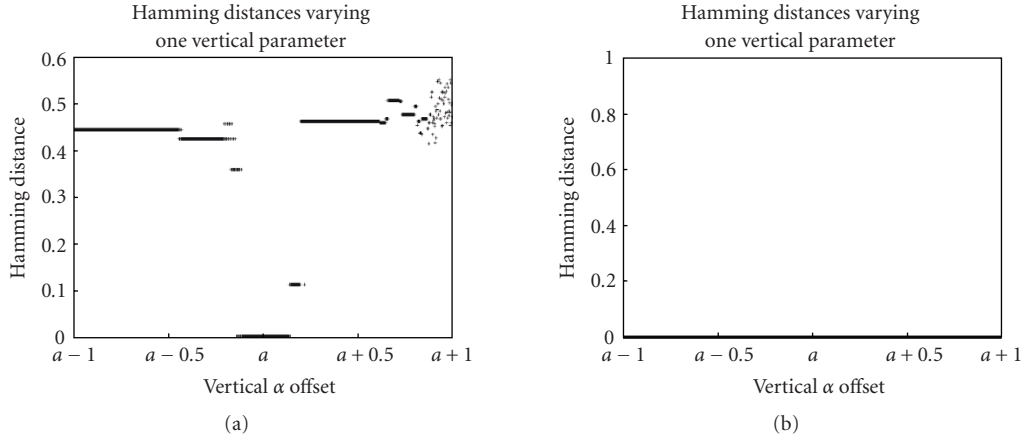 Hamming distances varying
one vertical parameter
0.6
0.5
0.4
0.3
0.2
0.1
0
Hamming distance
a − 1
a − 0.5
a
a + 0.5
a + 1
Vertical α offset
(a)
Hamming distances varying
one vertical parameter
1
0.8
0.6
0.4
0.2
0
Hamming distance
a − 1
a − 0.5
a
a + 0.5
a + 1
Vertical α offset
(b)